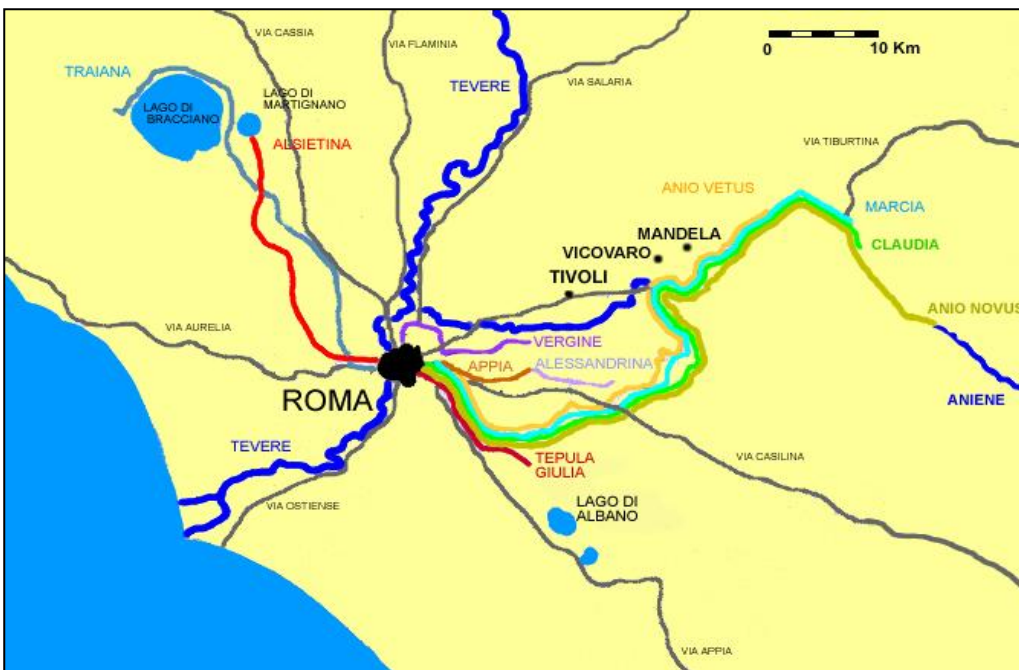 VIA CASSIA
VIA FLAMINIA
0 10 Km
TRAIANA
LAGO DI
MARTIGNANO
TEVERE
VIA SALARIA
LAGO DI
BRACCIANO
ALSIETINA
VIA TIBURTINA
ANIO VETUS
MARCIA
MANDELA
CLAUDIA
VICOVARO
TIVOLI
ANIO NOVUS
VIA AURELIA
VERGINE
APPIA
ALESSANDRINA
ROMA
ANIENE
TEVERE
TEPULA
GIULIA
VIA CASILINA
VIA OSTIENSE
LAGO DI
ALBANO
VIA APPIA